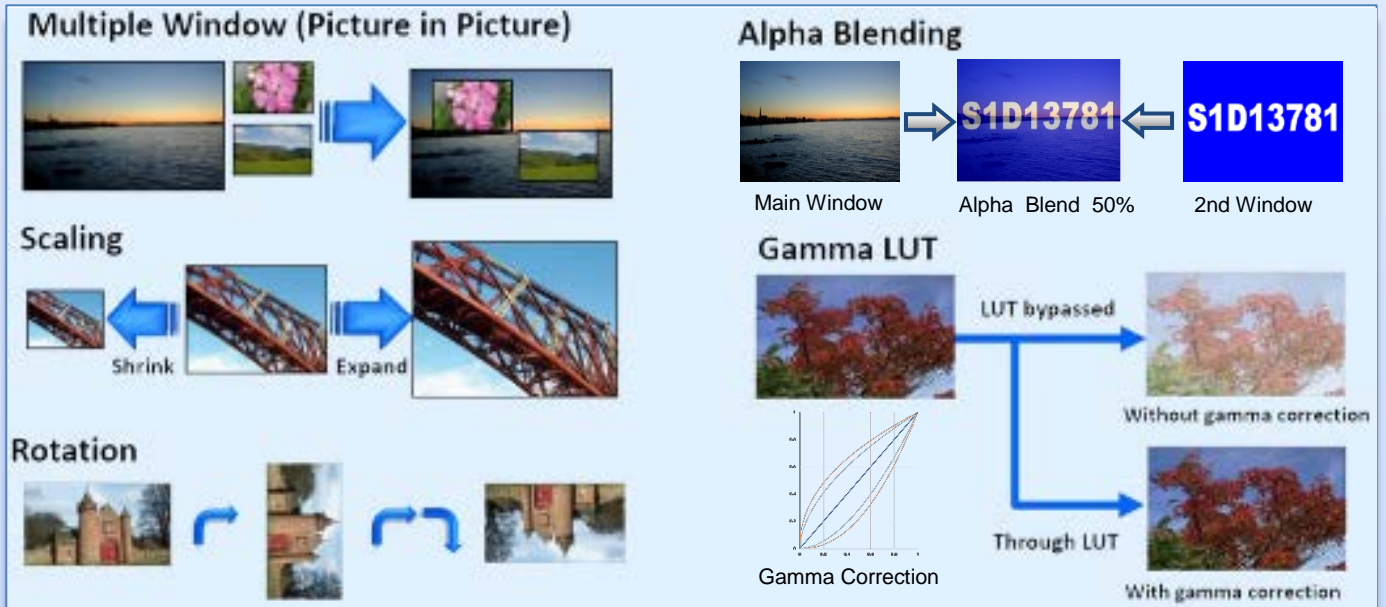 Multiple Window (Picture in Picture)
Scaling
Shrink
Expand
Rotation
Alpha Blending
S1D13781
S1D13781
Main Window
Alpha Blend 50%
2nd Window
Gamma LUT
LUT bypassed
Without gamma correction
Through LUT
With gamma correction
Gamma Correction